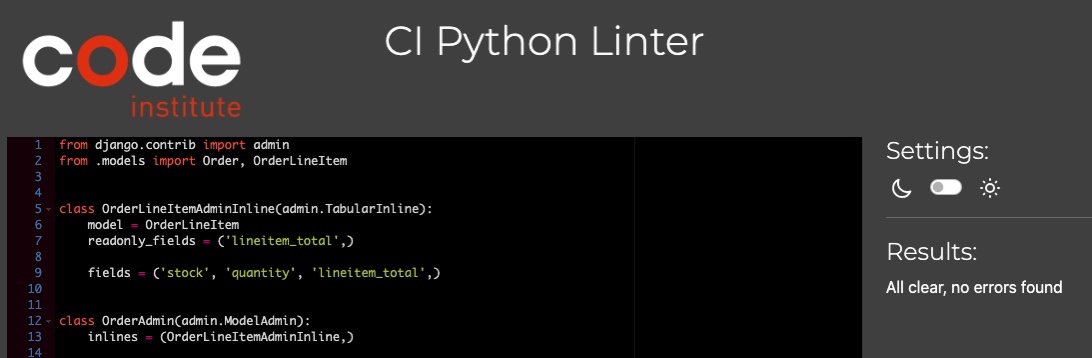 code
institute
CI Python Linter
1 from django.contrib import admin
2 from .models import Order, OrderLineItem
3
4
5 class OrderLineItemAdminInline(admin.TabularInline):
6     model = OrderLineItem
7     readonly_fields = ('lineitem_total',)
8
9     fields = ('stock', 'quantity', 'lineitem_total',)
10
11
12 class OrderAdmin(admin.ModelAdmin):
13     inlines = (OrderLineItemAdminInline,)
14
Settings:
Results:
All clear, no errors found